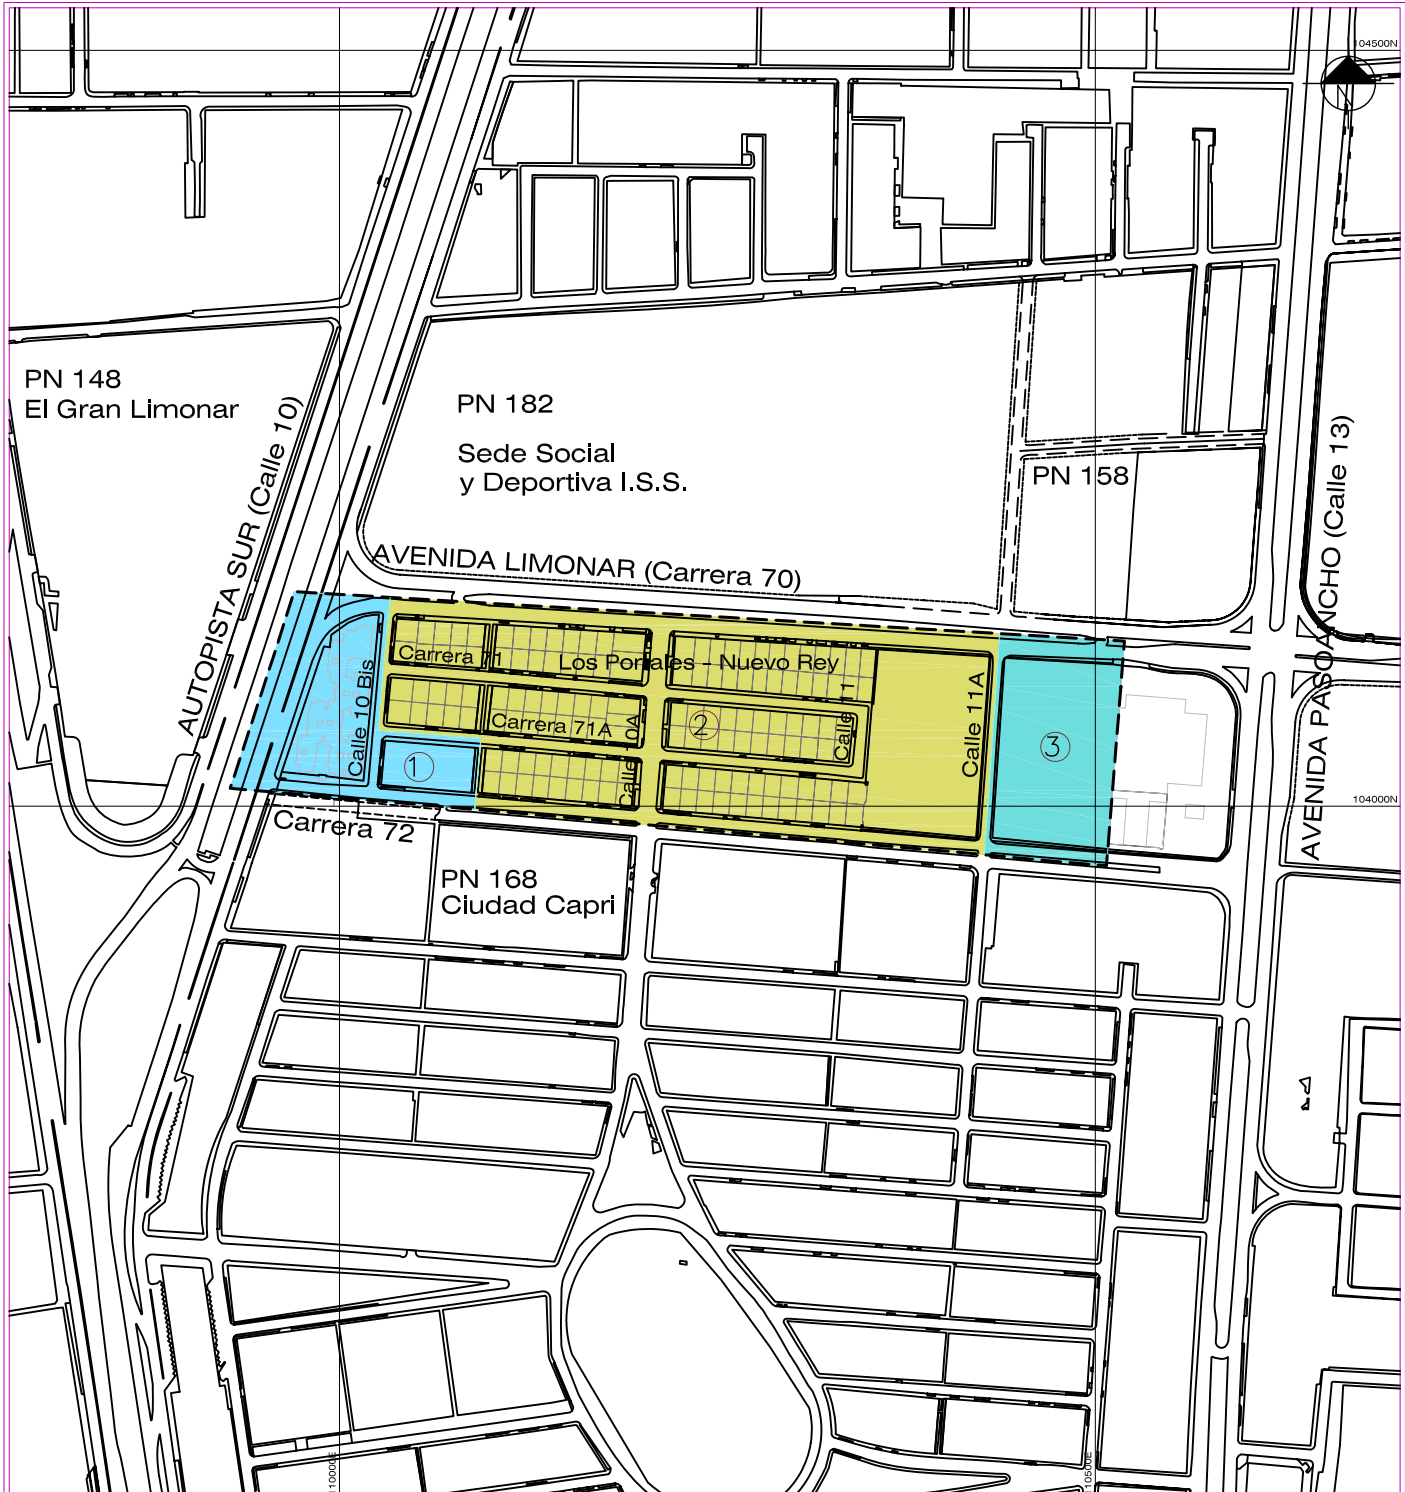 104500N
N
PN 148
El Gran Limonar
PN 182
Sede Social
y Deportiva I.S.S.
PN 158
AUTOPISTA SUR (Calle 10)
AVENIDA PASOANCHO (Calle 13)
AVENIDA LIMONAR (Carrera 70)
Carrera 71
Los Portales - Nuevo Rey
Calle 10 Bis
Carrera 71A
Calle 10A
Calle 11
Calle 11A
1
2
3
104000N
Carrera 72
PN 168
Ciudad Capri
110000E
110500E